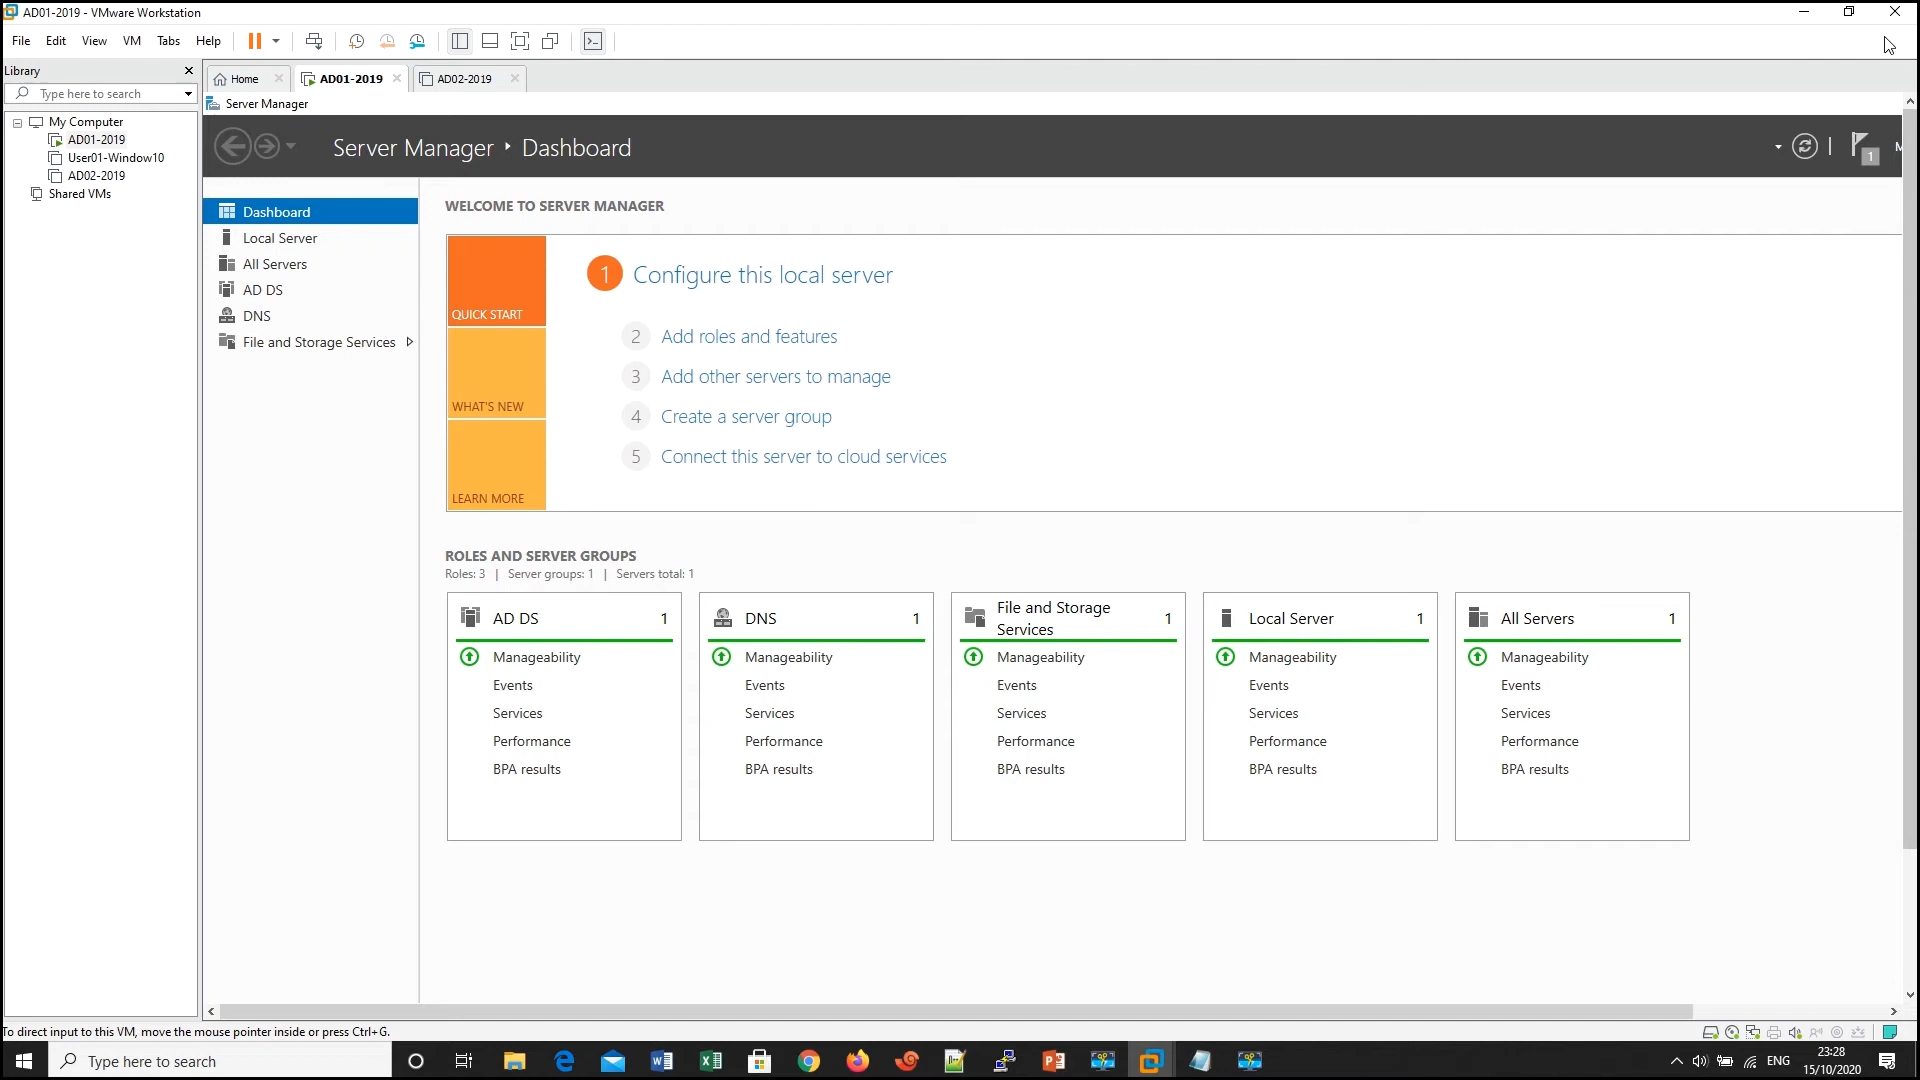 AD01-2019 - VMware Workstation
File Edit View VM Tabs Help
Library
Type here to search
My Computer
AD01-2019
User01-Window10
AD02-2019
Shared VMs
Home
AD01-2019
AD02-2019
Server Manager
Server Manager Dashboard
1
Dashboard
Local Server
All Servers
AD DS
DNS
File and Storage Services
WELCOME TO SERVER MANAGER
QUICK START
WHAT'S NEW
LEARN MORE
1 Configure this local server
2 Add roles and features
3 Add other servers to manage
4 Create a server group
5 Connect this server to cloud services
ROLES AND SERVER GROUPS
Roles: 3 | Server groups: 1 | Servers total: 1
AD DS 1
Manageability
Events
Services
Performance
BPA results
DNS 1
Manageability
Events
Services
Performance
BPA results
File and Storage
Services 1
Manageability
Events
Services
Performance
BPA results
Local Server 1
Manageability
Events
Services
Performance
BPA results
All Servers 1
Manageability
Events
Services
Performance
BPA results
To direct input to this VM, move the mouse pointer inside or press Ctrl+G.
Type here to search
ENG
23:28
15/10/2020